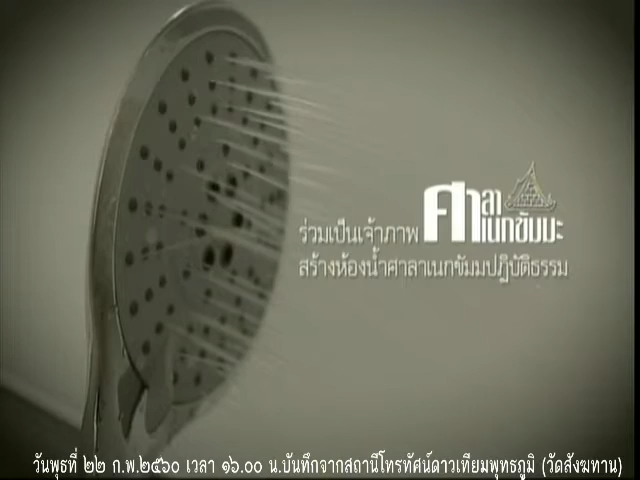 ศาลา
ร่วมเป็นเจ้าภาพ เนกขัมมะ
สร้างห้องน้ำศาลาเนกขัมมปฏิบัติธรรม
วันพุธที่ ๒๒ ก.พ.๒๕๖๐ เวลา ๑๖.๐๐ น.บันทึกจากสถานีโทรทัศน์ดาวเทียมพุทธภูมิ (วัดสังฆทาน)